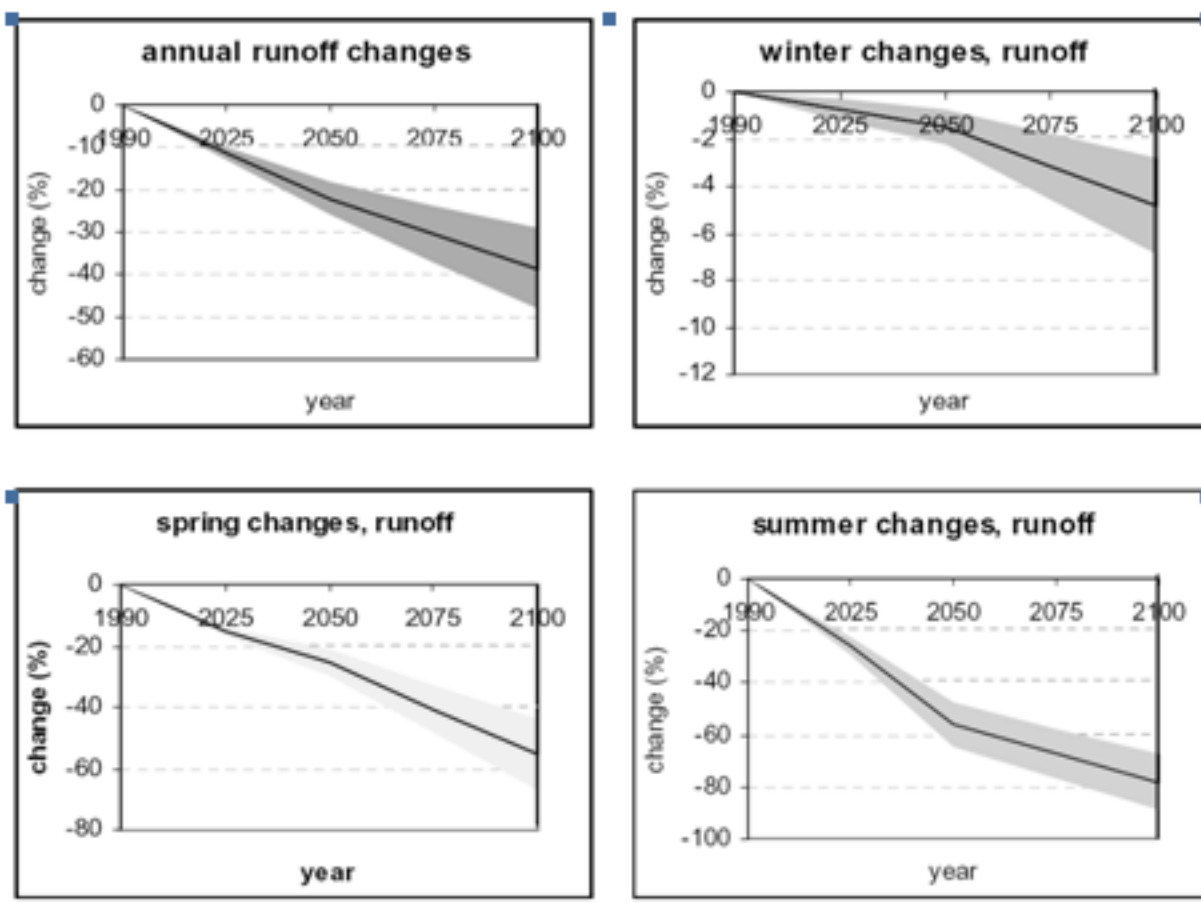 annual runoff changes
0
1990 2025 2050 2075 2100
-10
-20
-30
-40
-50
-60
change (%)
year
winter changes, runoff
0
1990 2025 2050 2075 2100
-2
-4
-6
-8
-10
-12
change (%)
year
spring changes, runoff
0
1990 2025 2050 2075 2100
-20
-40
-60
-80
change (%)
year
summer changes, runoff
0
1990 2025 2050 2075 2100
-20
-40
-60
-80
-100
change (%)
year